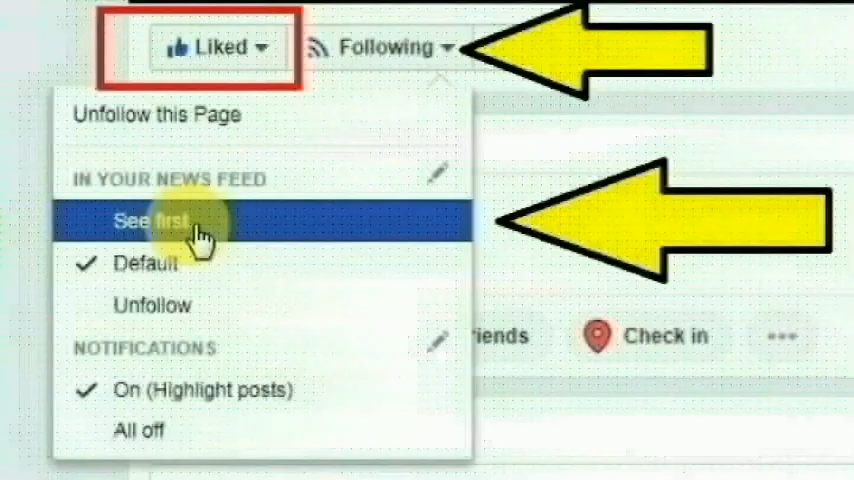 Liked Following
Unfollow this Page
IN YOUR NEWS FEED
See first
Default
Unfollow
riends Check in
NOTIFICATIONS
On (Highlight posts)
All off